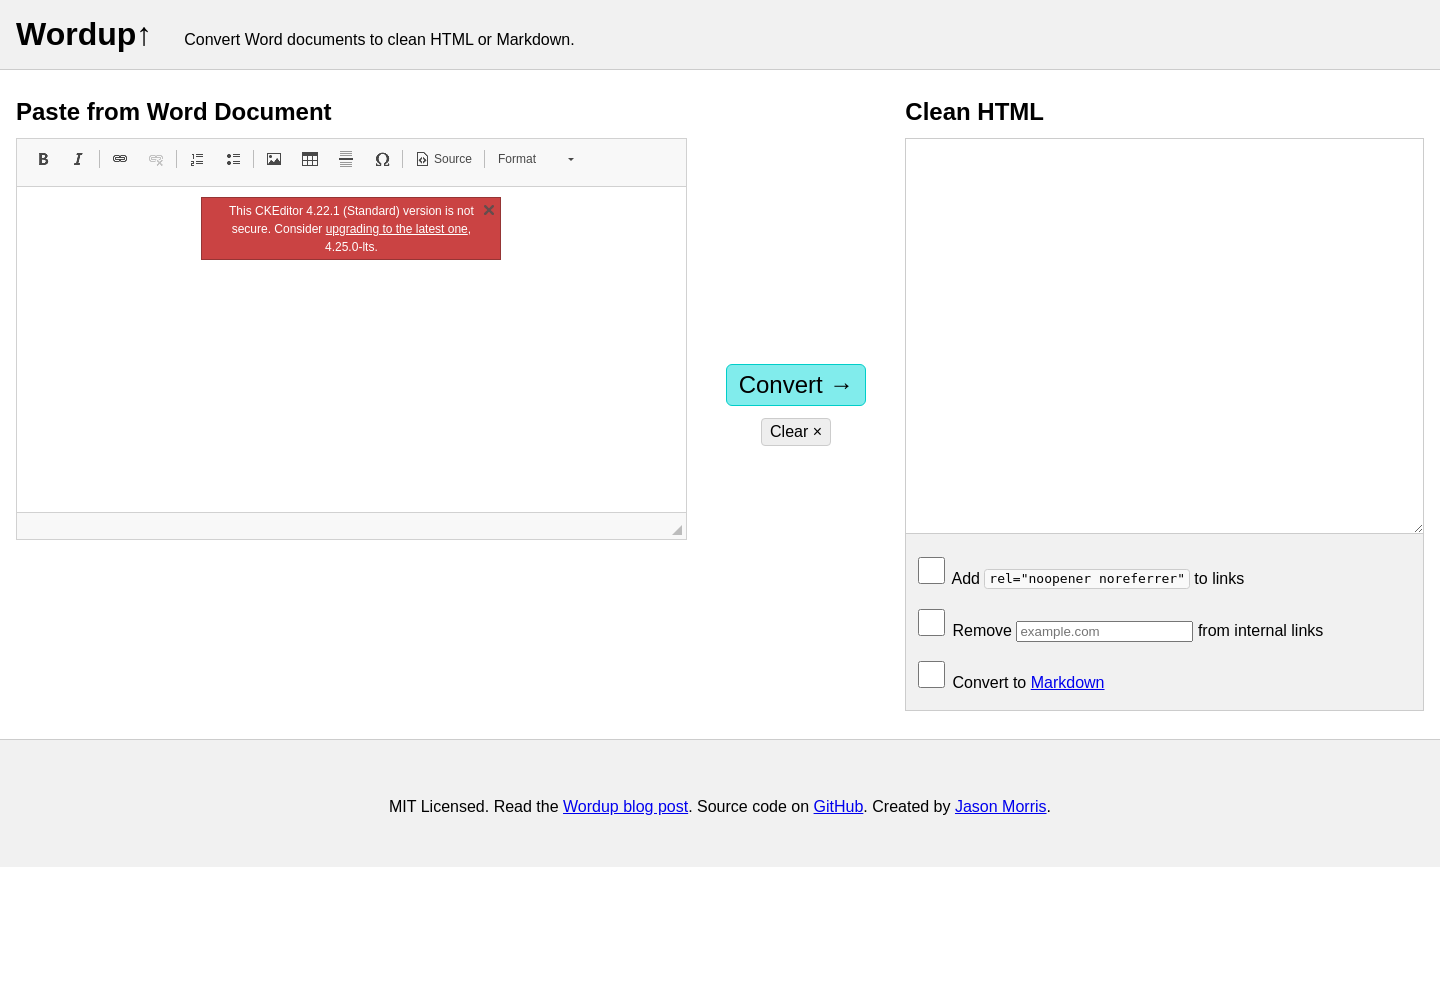 Wordup↑
Convert Word documents to clean HTML or Markdown.
Paste from Word Document
Source
Format
This CKEditor 4.22.1 (Standard) version is not
secure. Consider upgrading to the latest one,
4.25.0-lts.
Convert →
Clear ×
Clean HTML
Add rel="noopener noreferrer" to links
Remove example.com from internal links
Convert to Markdown
MIT Licensed. Read the Wordup blog post. Source code on GitHub. Created by Jason Morris.